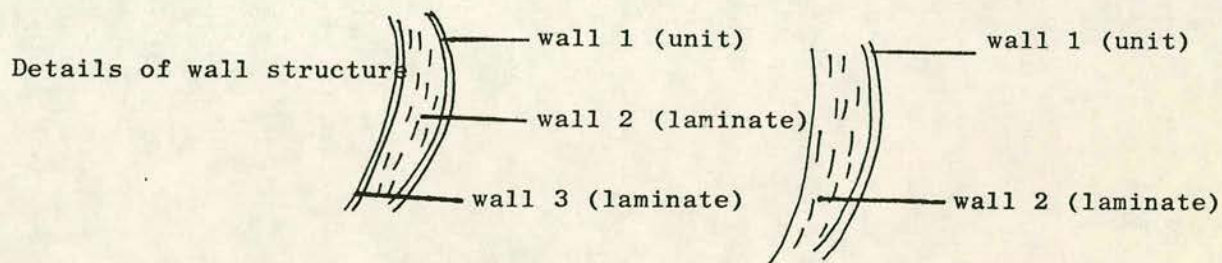 wall 1 (unit)
wall 1 (unit)
Details of wall structure
wall 2 (laminate)
wall 3 (laminate)
wall 2 (laminate)